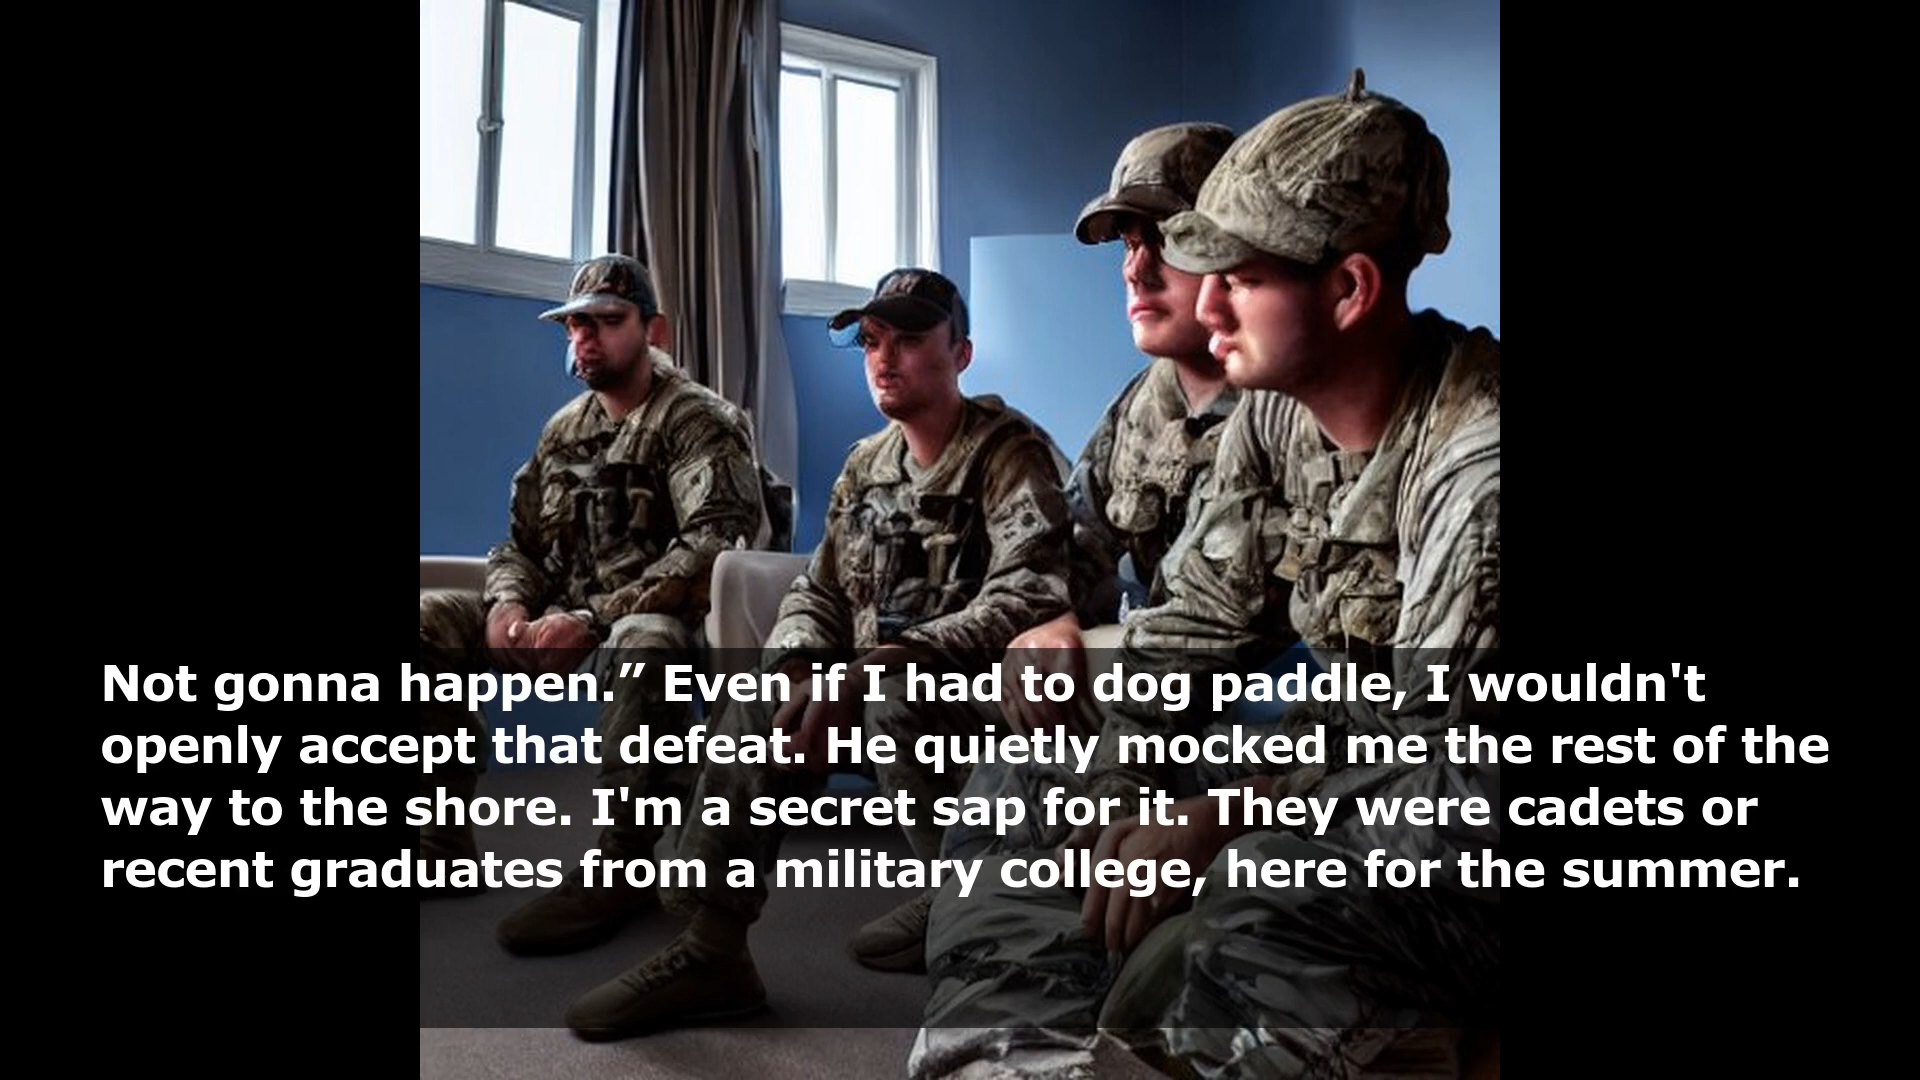 Not gonna happen.” Even if I had to dog paddle, I wouldn't
openly accept that defeat. He quietly mocked me the rest of the
way to the shore. I'm a secret sap for it. They were cadets or
recent graduates from a military college, here for the summer.